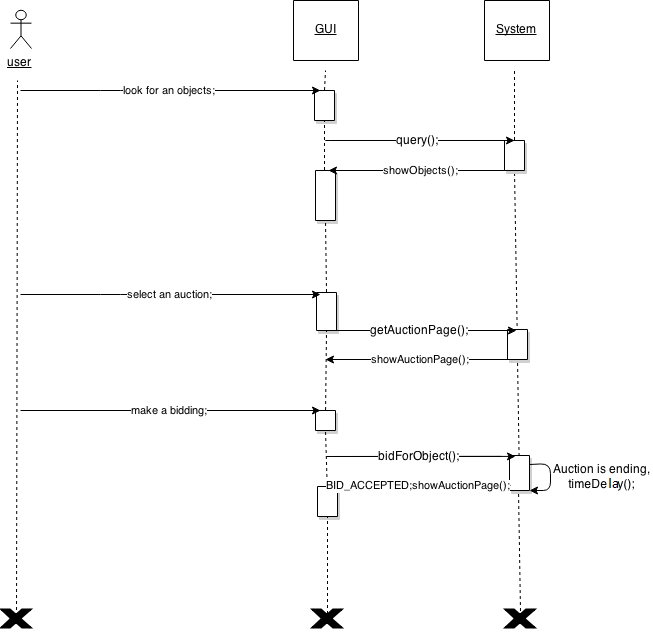 GUI
System
user
look for an objects;
query();
showObjects();
select an auction;
getAuctionPage();
showAuctionPage();
make a bidding;
bidForObject();
Auction is ending,
timeDelay();
BID_ACCEPTED;showAuctionPage();